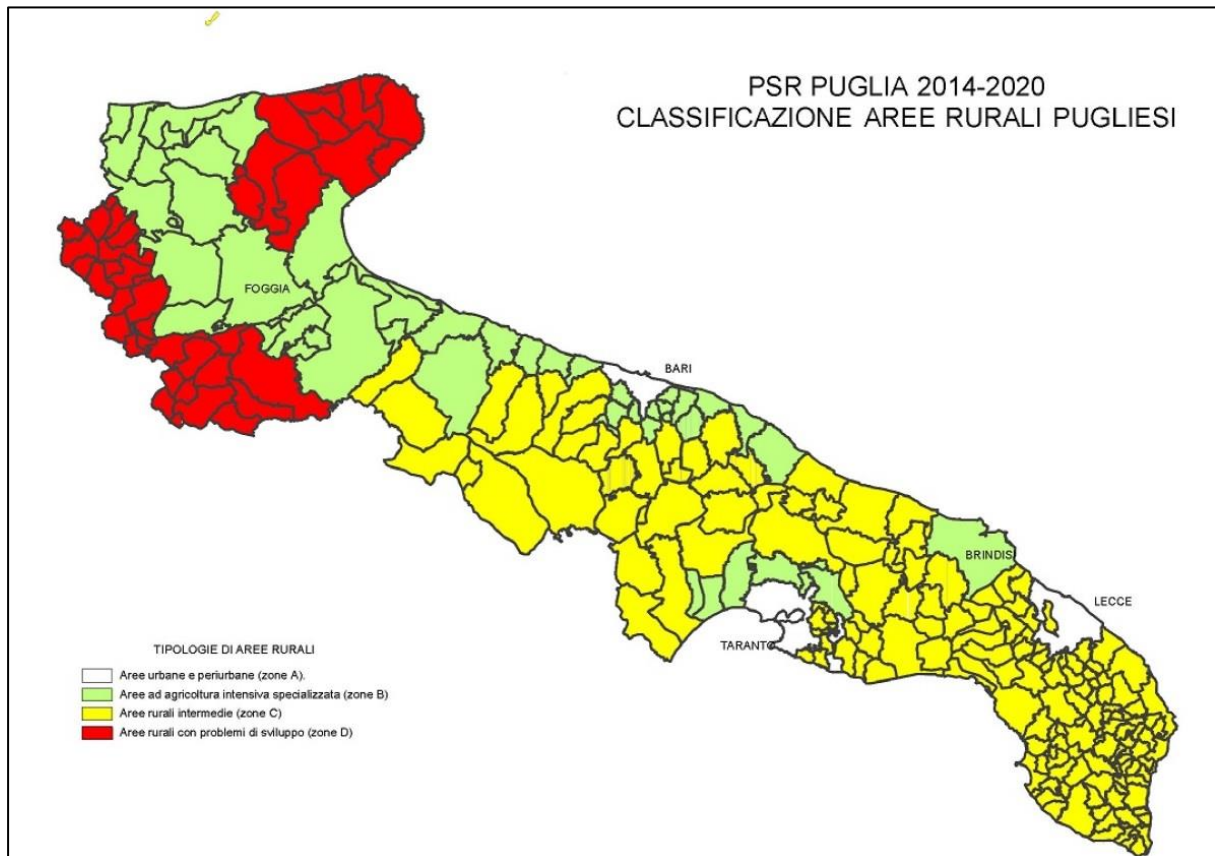 PSR PUGLIA 2014-2020
CLASSIFICAZIONE AREE RURALI PUGLIESI
FOGGIA
BARI
BRINDISI
LECCE
TARANTO
TIPOLOGIE DI AREE RURALI
Aree urbane e periurbane (zone A).
Aree ad agricoltura intensiva specializzata (zone B)
Aree rurali intermedie (zone C)
Aree rurali con problemi di sviluppo (zone D)